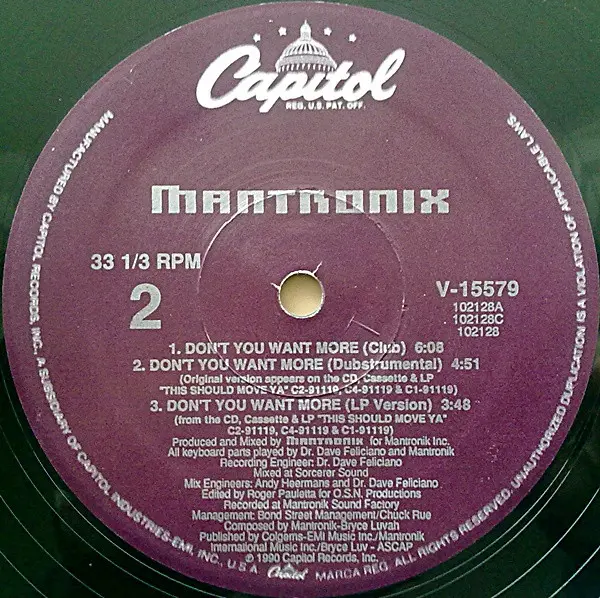 Capitol
REG. U.S. PAT. OFF.
MANTRONIX
33 1/3 RPM
2
V-15579
102128A
102128C
102128
1. DON'T YOU WANT MORE (Club) 6:08
2. DON'T YOU WANT MORE (Dubstrumental) 4:51
(Original version appears on the CD, Cassette & LP
"THIS SHOULD MOVE YA" C2-91119, C4-91119 & C1-91119)
3. DON'T YOU WANT MORE (LP Version) 3:48
(from the CD, Cassette & LP "THIS SHOULD MOVE YA"
C2-91119, C4-91119 & C1-91119)
Produced and Mixed by MANTRONIX for Mantronik Inc.
All keyboard parts played by Dr. Dave Feliciano and Mantronik
Recording Engineer: Dr. Dave Feliciano
Mixed at Sorcerer Sound
Mix Engineers: Andy Heermans and Dr. Dave Feliciano
Edited by Roger Pauletta for O.S.N. Productions
Recorded at Mantronik Sound Factory
Management: Bond Street Management/Chuck Rue
Composed by Mantronik-Bryce Luvah
Published by Colgems-EMI Music Inc./Mantronik
International Music Inc./Bryce Luv - ASCAP
℗ © 1990 Capitol Records, Inc.
MANUFACTURED BY CAPITOL RECORDS, INC., A SUBSIDIARY OF CAPITOL INDUSTRIES-EMI, INC., U.S.A. Capitol MARCA REG. ALL RIGHTS RESERVED. UNAUTHORIZED DUPLICATION IS A VIOLATION OF APPLICABLE LAWS.